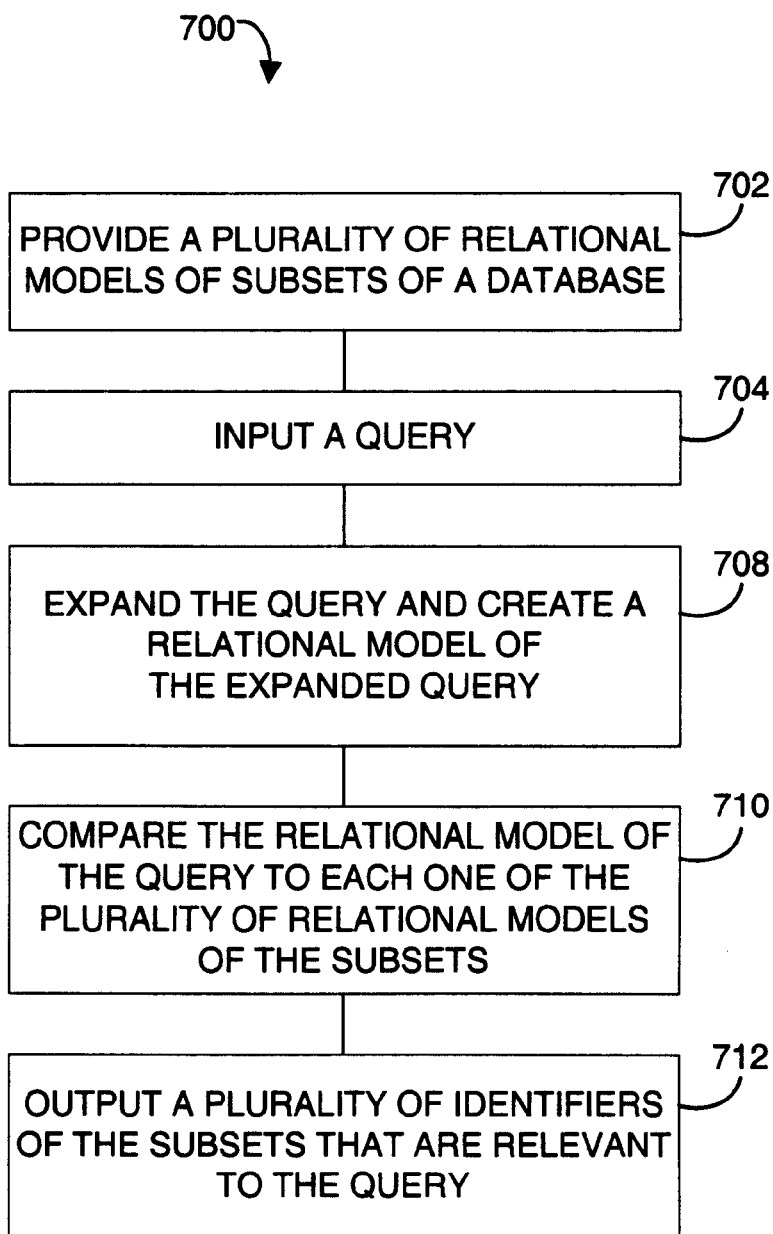 700
702
PROVIDE A PLURALITY OF RELATIONAL
MODELS OF SUBSETS OF A DATABASE
704
INPUT A QUERY
708
EXPAND THE QUERY AND CREATE A
RELATIONAL MODEL OF
THE EXPANDED QUERY
710
COMPARE THE RELATIONAL MODEL OF
THE QUERY TO EACH ONE OF THE
PLURALITY OF RELATIONAL MODELS
OF THE SUBSETS
712
OUTPUT A PLURALITY OF IDENTIFIERS
OF THE SUBSETS THAT ARE RELEVANT
TO THE QUERY